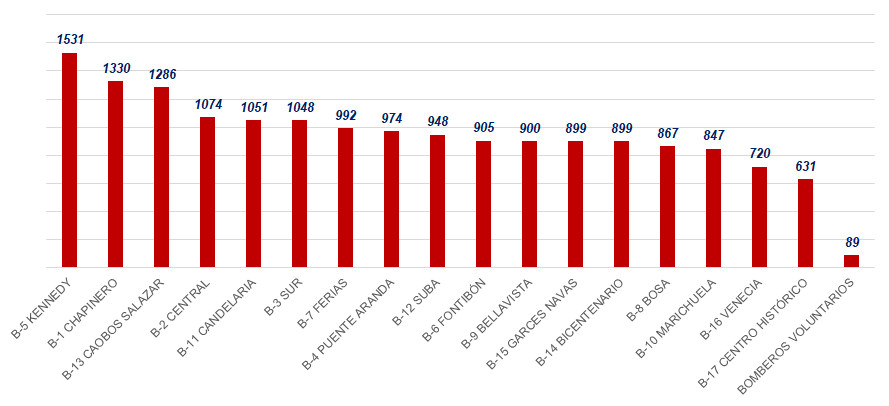 1531
1330
1286
1074
1051
1048
992
974
948
905
900
899
899
867
847
720
631
89
B-5 KENNEDY
B-1 CHAPINERO
B-13 CAOBOS SALAZAR
B-2 CENTRAL
B-11 CANDELARIA
B-3 SUR
B-7 FERIAS
B-4 PUENTE ARANDA
B-12 SUBA
B-6 FONTIBÓN
B-9 BELLAVISTA
B-15 GARCES NAVAS
B-14 BICENTENARIO
B-8 BOSA
B-10 MARICHUELA
B-16 VENECIA
B-17 CENTRO HISTÓRICO
BOMBEROS VOLUNTARIOS